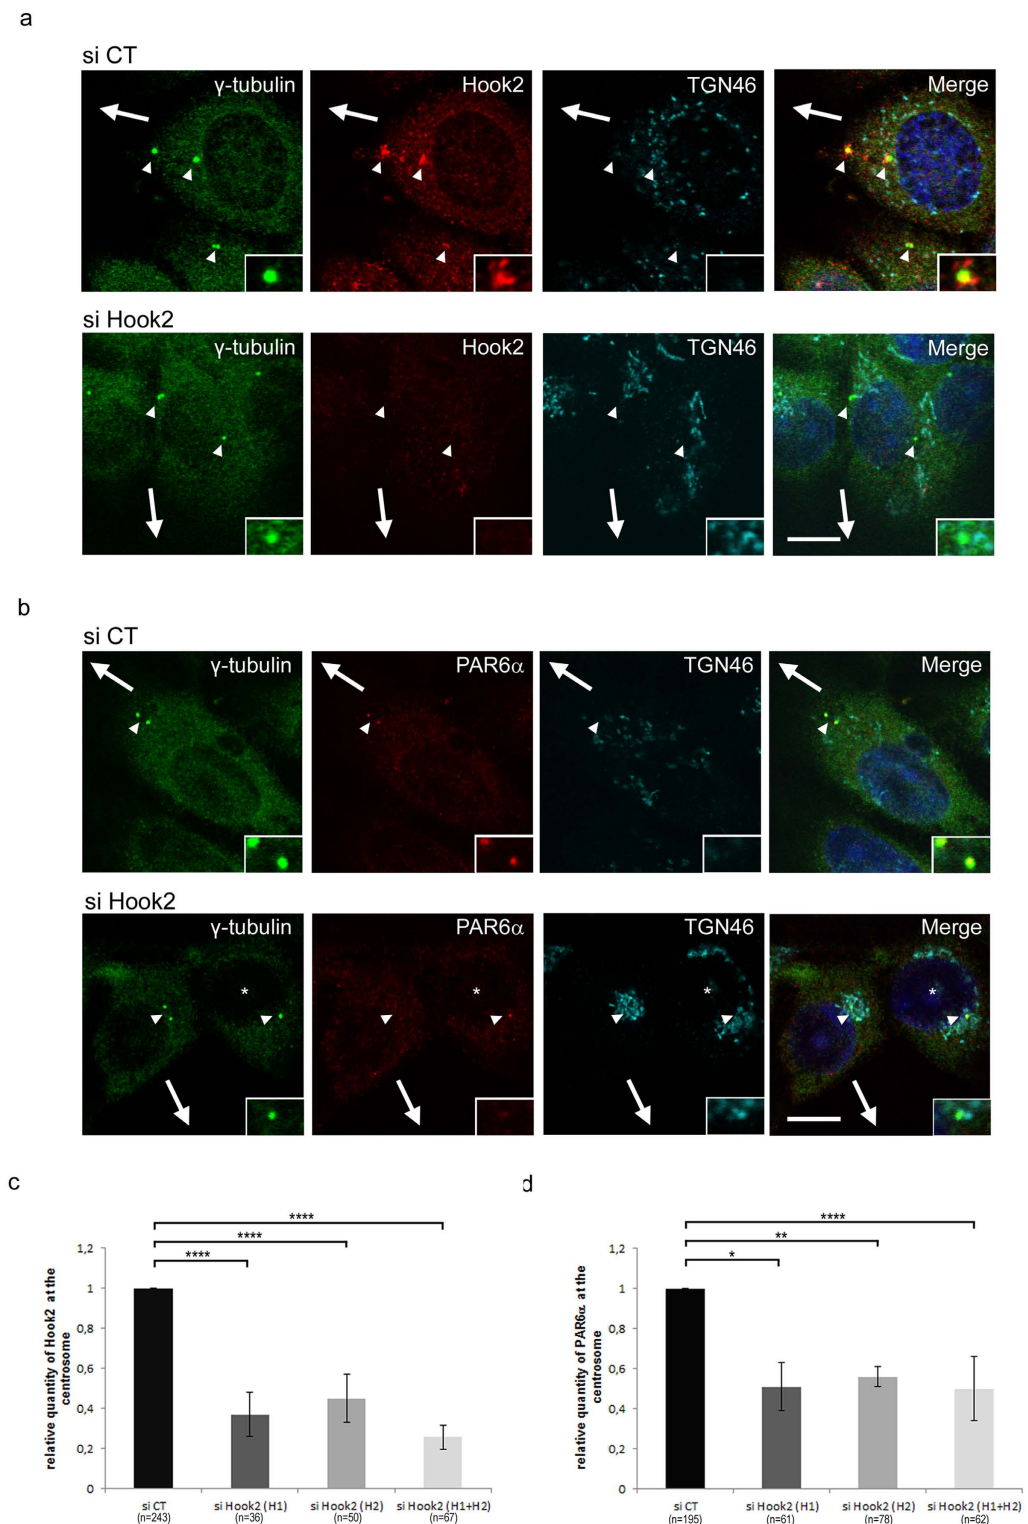 a
si CT
γ-tubulin
Hook2
TGN46
Merge
si Hook2
γ-tubulin
Hook2
TGN46
Merge
b
si CT
γ-tubulin
PAR6α
TGN46
Merge
si Hook2
γ-tubulin
PAR6α
TGN46
Merge
*
*
*
*
c
****
****
****
relative quantity of Hook2 at the
centrosome
1,2
1
0,8
0,6
0,4
0,2
0
si CT
(n=243)
si Hook2 (H1)
(n=36)
si Hook2 (H2)
(n=50)
si Hook2 (H1+H2)
(n=67)
d
****
**
*
relative quantity of PAR6α at the
centrosome
1,2
1
0,8
0,6
0,4
0,2
0
si CT
(n=195)
si Hook2 (H1)
(n=61)
si Hook2 (H2)
(n=78)
si Hook2 (H1+H2)
(n=62)